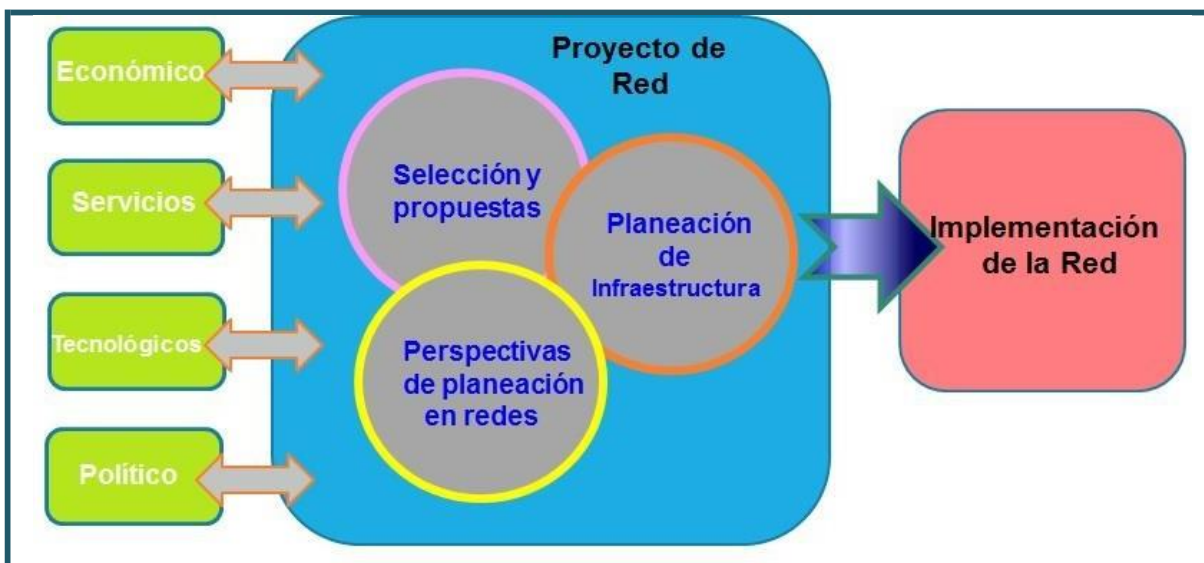 Económico
Servicios
Tecnológicos
Político
Proyecto de
Red
Selección y
propuestas
Planeación
de
Infraestructura
Perspectivas
de planeación
en redes
Implementación
de la Red